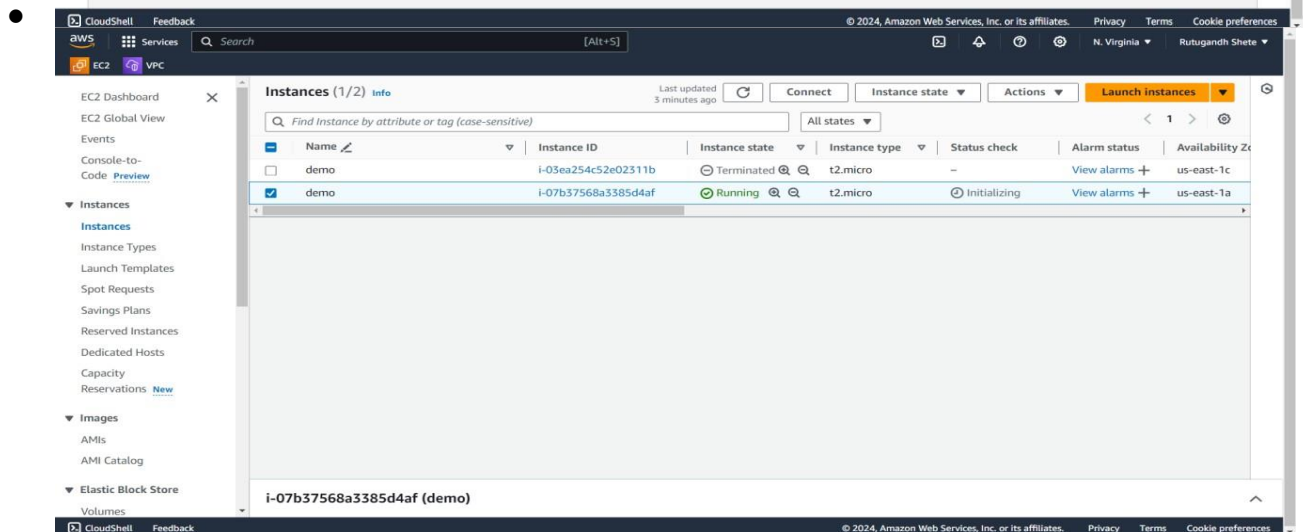 CloudShell Feedback © 2024, Amazon Web Services, Inc. or its affiliates. Privacy Terms Cookie preferences
aws Services Search [Alt+S] N. Virginia Rutugandh Shete
EC2 VPC
EC2 Dashboard
EC2 Global View
Events
Console-to-
Code Preview
Instances
Instances
Instance Types
Launch Templates
Spot Requests
Savings Plans
Reserved Instances
Dedicated Hosts
Capacity
Reservations New
Images
AMIs
AMI Catalog
Elastic Block Store
Volumes
Instances (1/2) Info
Last updated
3 minutes ago
Connect Instance state Actions Launch instances
Find Instance by attribute or tag (case-sensitive) All states 1
Name Instance ID Instance state Instance type Status check Alarm status Availability Zo
demo i-03ea254c52e02311b Terminated t2.micro – View alarms + us-east-1c
demo i-07b37568a3385d4af Running t2.micro Initializing View alarms + us-east-1a
i-07b37568a3385d4af (demo)
CloudShell Feedback © 2024, Amazon Web Services, Inc. or its affiliates. Privacy Terms Cookie preferences